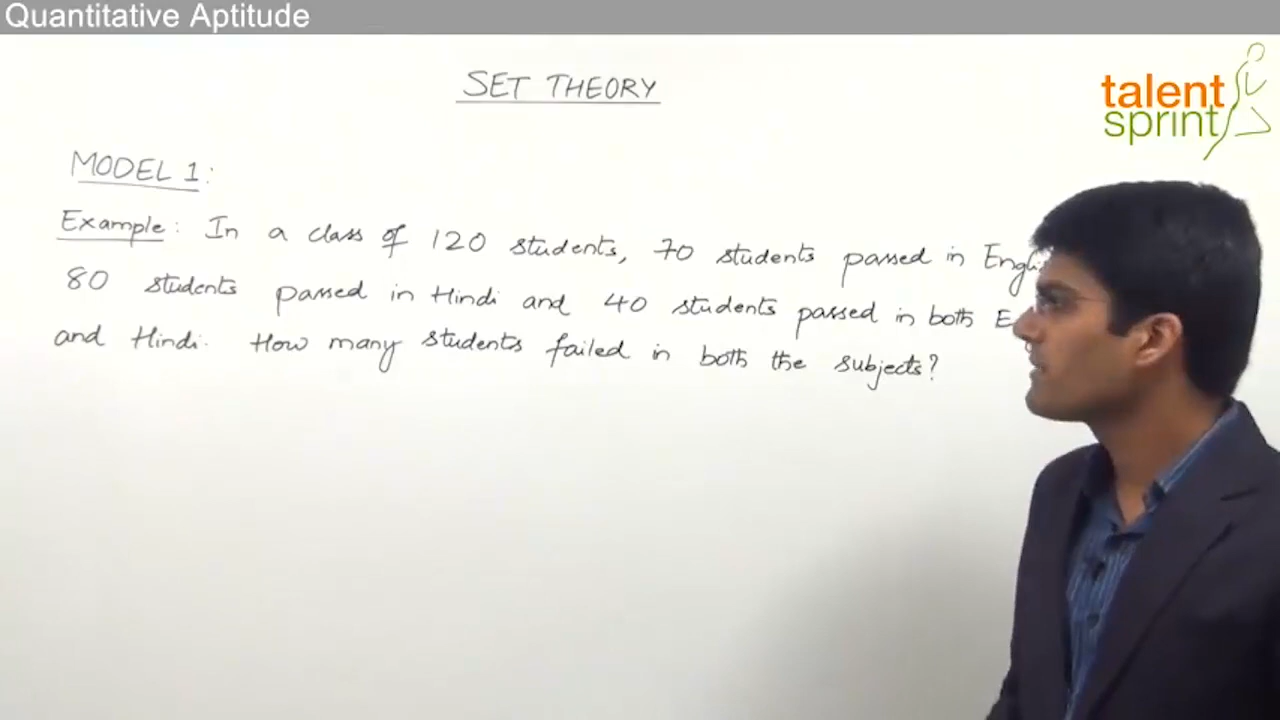 Quantitative Aptitude
SET THEORY
talent
sprint
MODEL 1:
Example: In a class of 120 students, 70 students passed in
80 students passed in Hindi and 40 students passed in both
and Hindi. How many students failed in both the subjects?